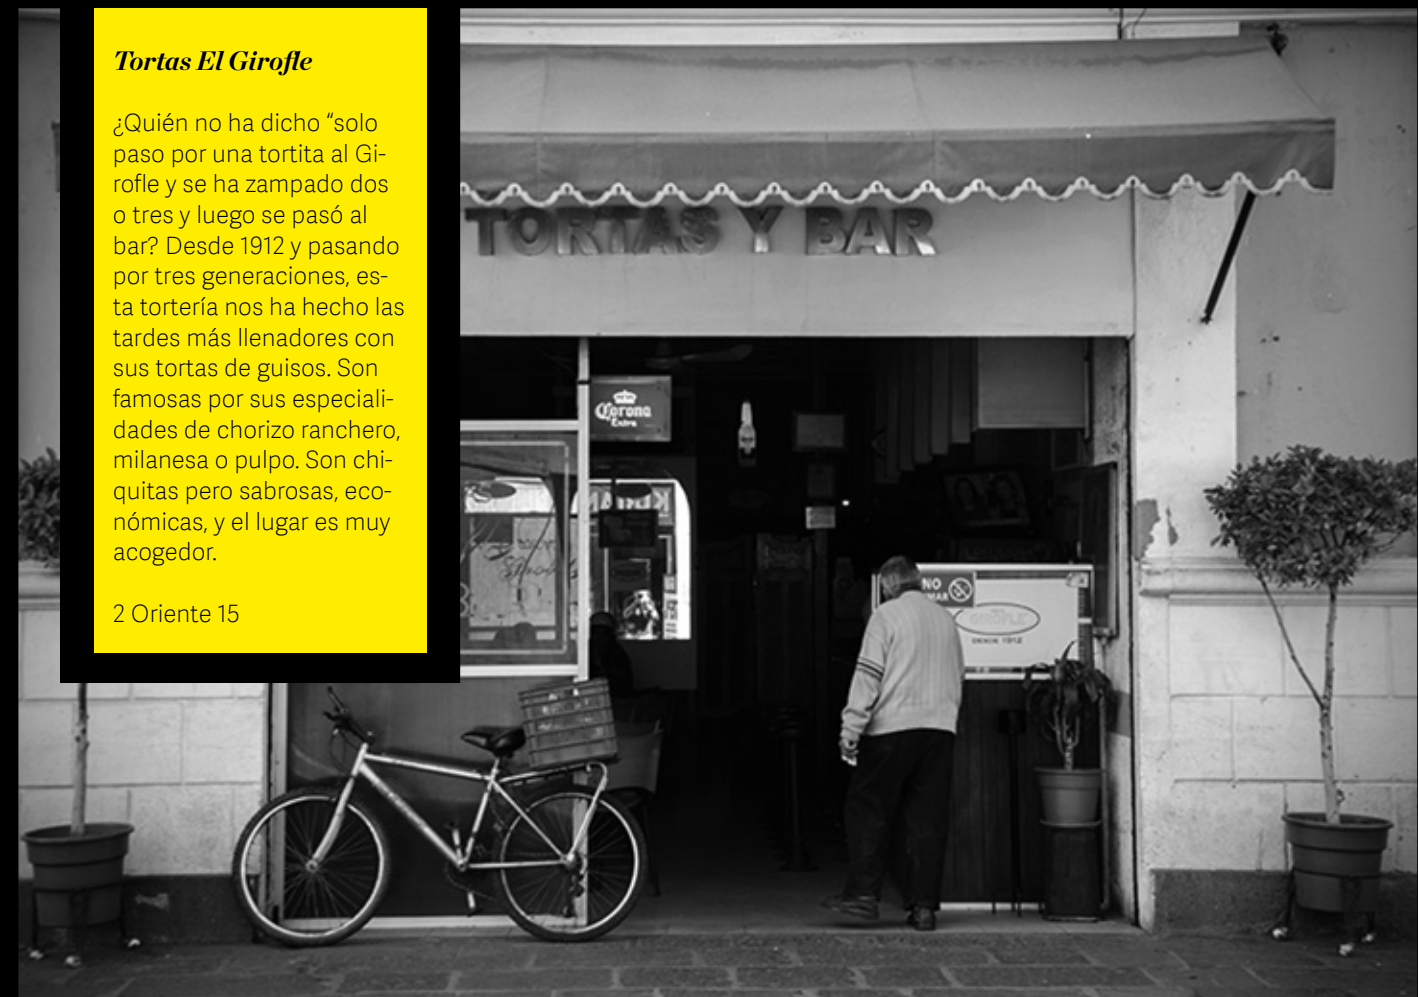 Tortas El Girofle
¿Quién no ha dicho “solo
paso por una tortita al Gi-
rofle y se ha zampado dos
o tres y luego se pasó al
bar? Desde 1912 y pasando
por tres generaciones, es-
ta tortería nos ha hecho las
tardes más llenadores con
sus tortas de guisos. Son
famosas por sus especiali-
dades de chorizo ranchero,
milanesa o pulpo. Son chi-
quitas pero sabrosas, eco-
nómicas, y el lugar es muy
acogedor.
2 Oriente 15
TORTAS Y BAR
Corona
Extra
NO
GIROFLE
DESDE 1912